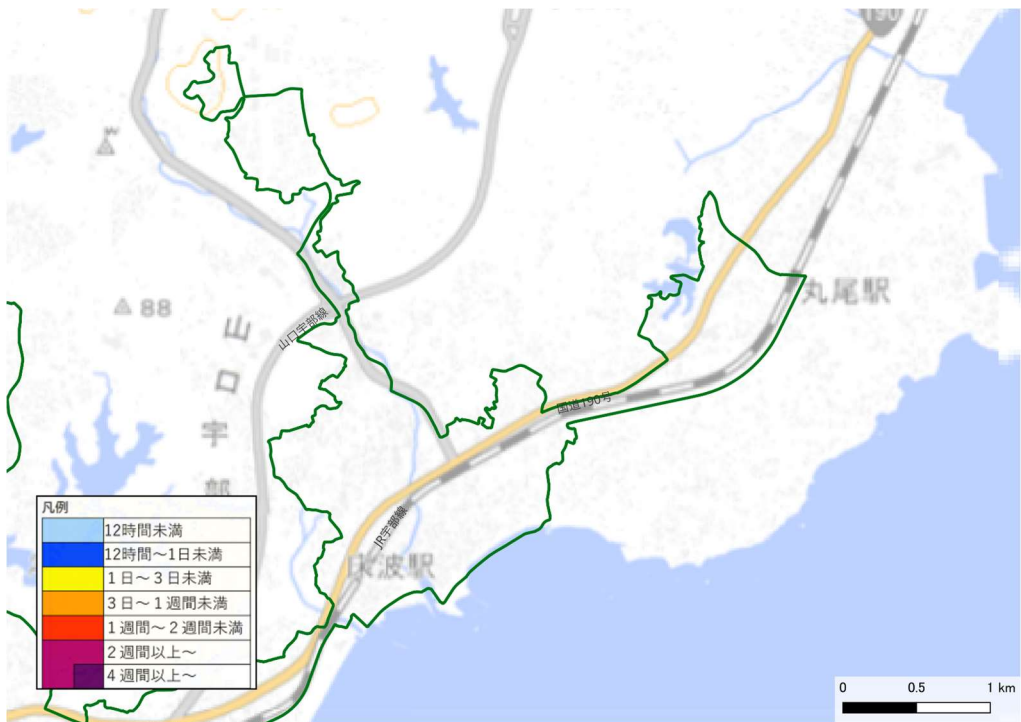 190
88
山口宇部線
山
口
宇
部
丸尾駅
国道190号
JR宇部線
床波駅
凡例
12時間未満
12時間～1日未満
1日～3日未満
3日～1週間未満
1週間～2週間未満
2週間以上～
4週間以上～
0 0.5 1 km